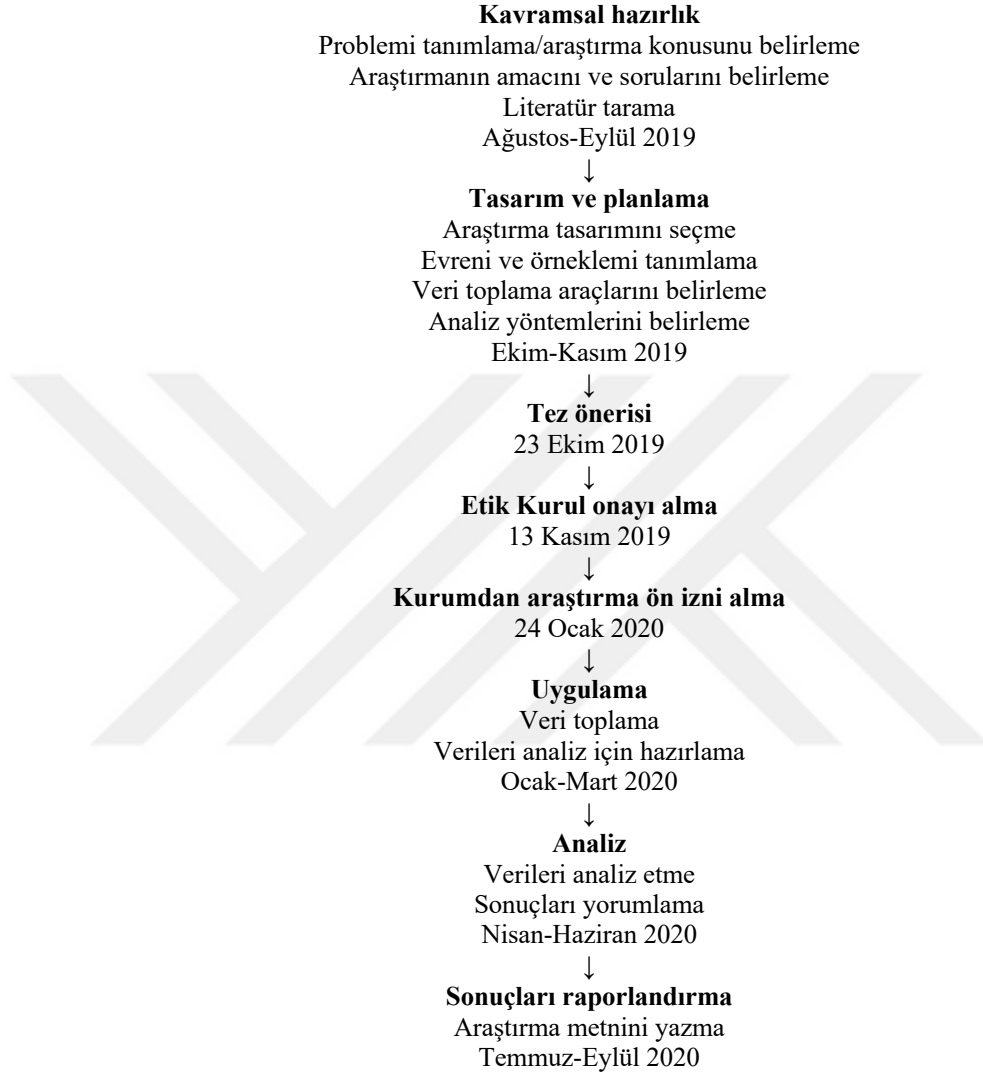 Kavramsal hazırlık
Problemi tanımlama/araştırma konusunu belirleme
Araştırmanın amacını ve sorularını belirleme
Literatür tarama
Ağustos-Eylül 2019
↓
Tasarım ve planlama
Araştırma tasarımını seçme
Evreni ve örneklemi tanımlama
Veri toplama araçlarını belirleme
Analiz yöntemlerini belirleme
Ekim-Kasım 2019
↓
Tez önerisi
23 Ekim 2019
↓
Etik Kurul onayı alma
13 Kasım 2019
↓
Kurumdan araştırma ön izni alma
24 Ocak 2020
↓
Uygulama
Veri toplama
Verileri analiz için hazırlama
Ocak-Mart 2020
↓
Analiz
Verileri analiz etme
Sonuçları yorumlama
Nisan-Haziran 2020
↓
Sonuçları raporlandırma
Araştırma metnini yazma
Temmuz-Eylül 2020